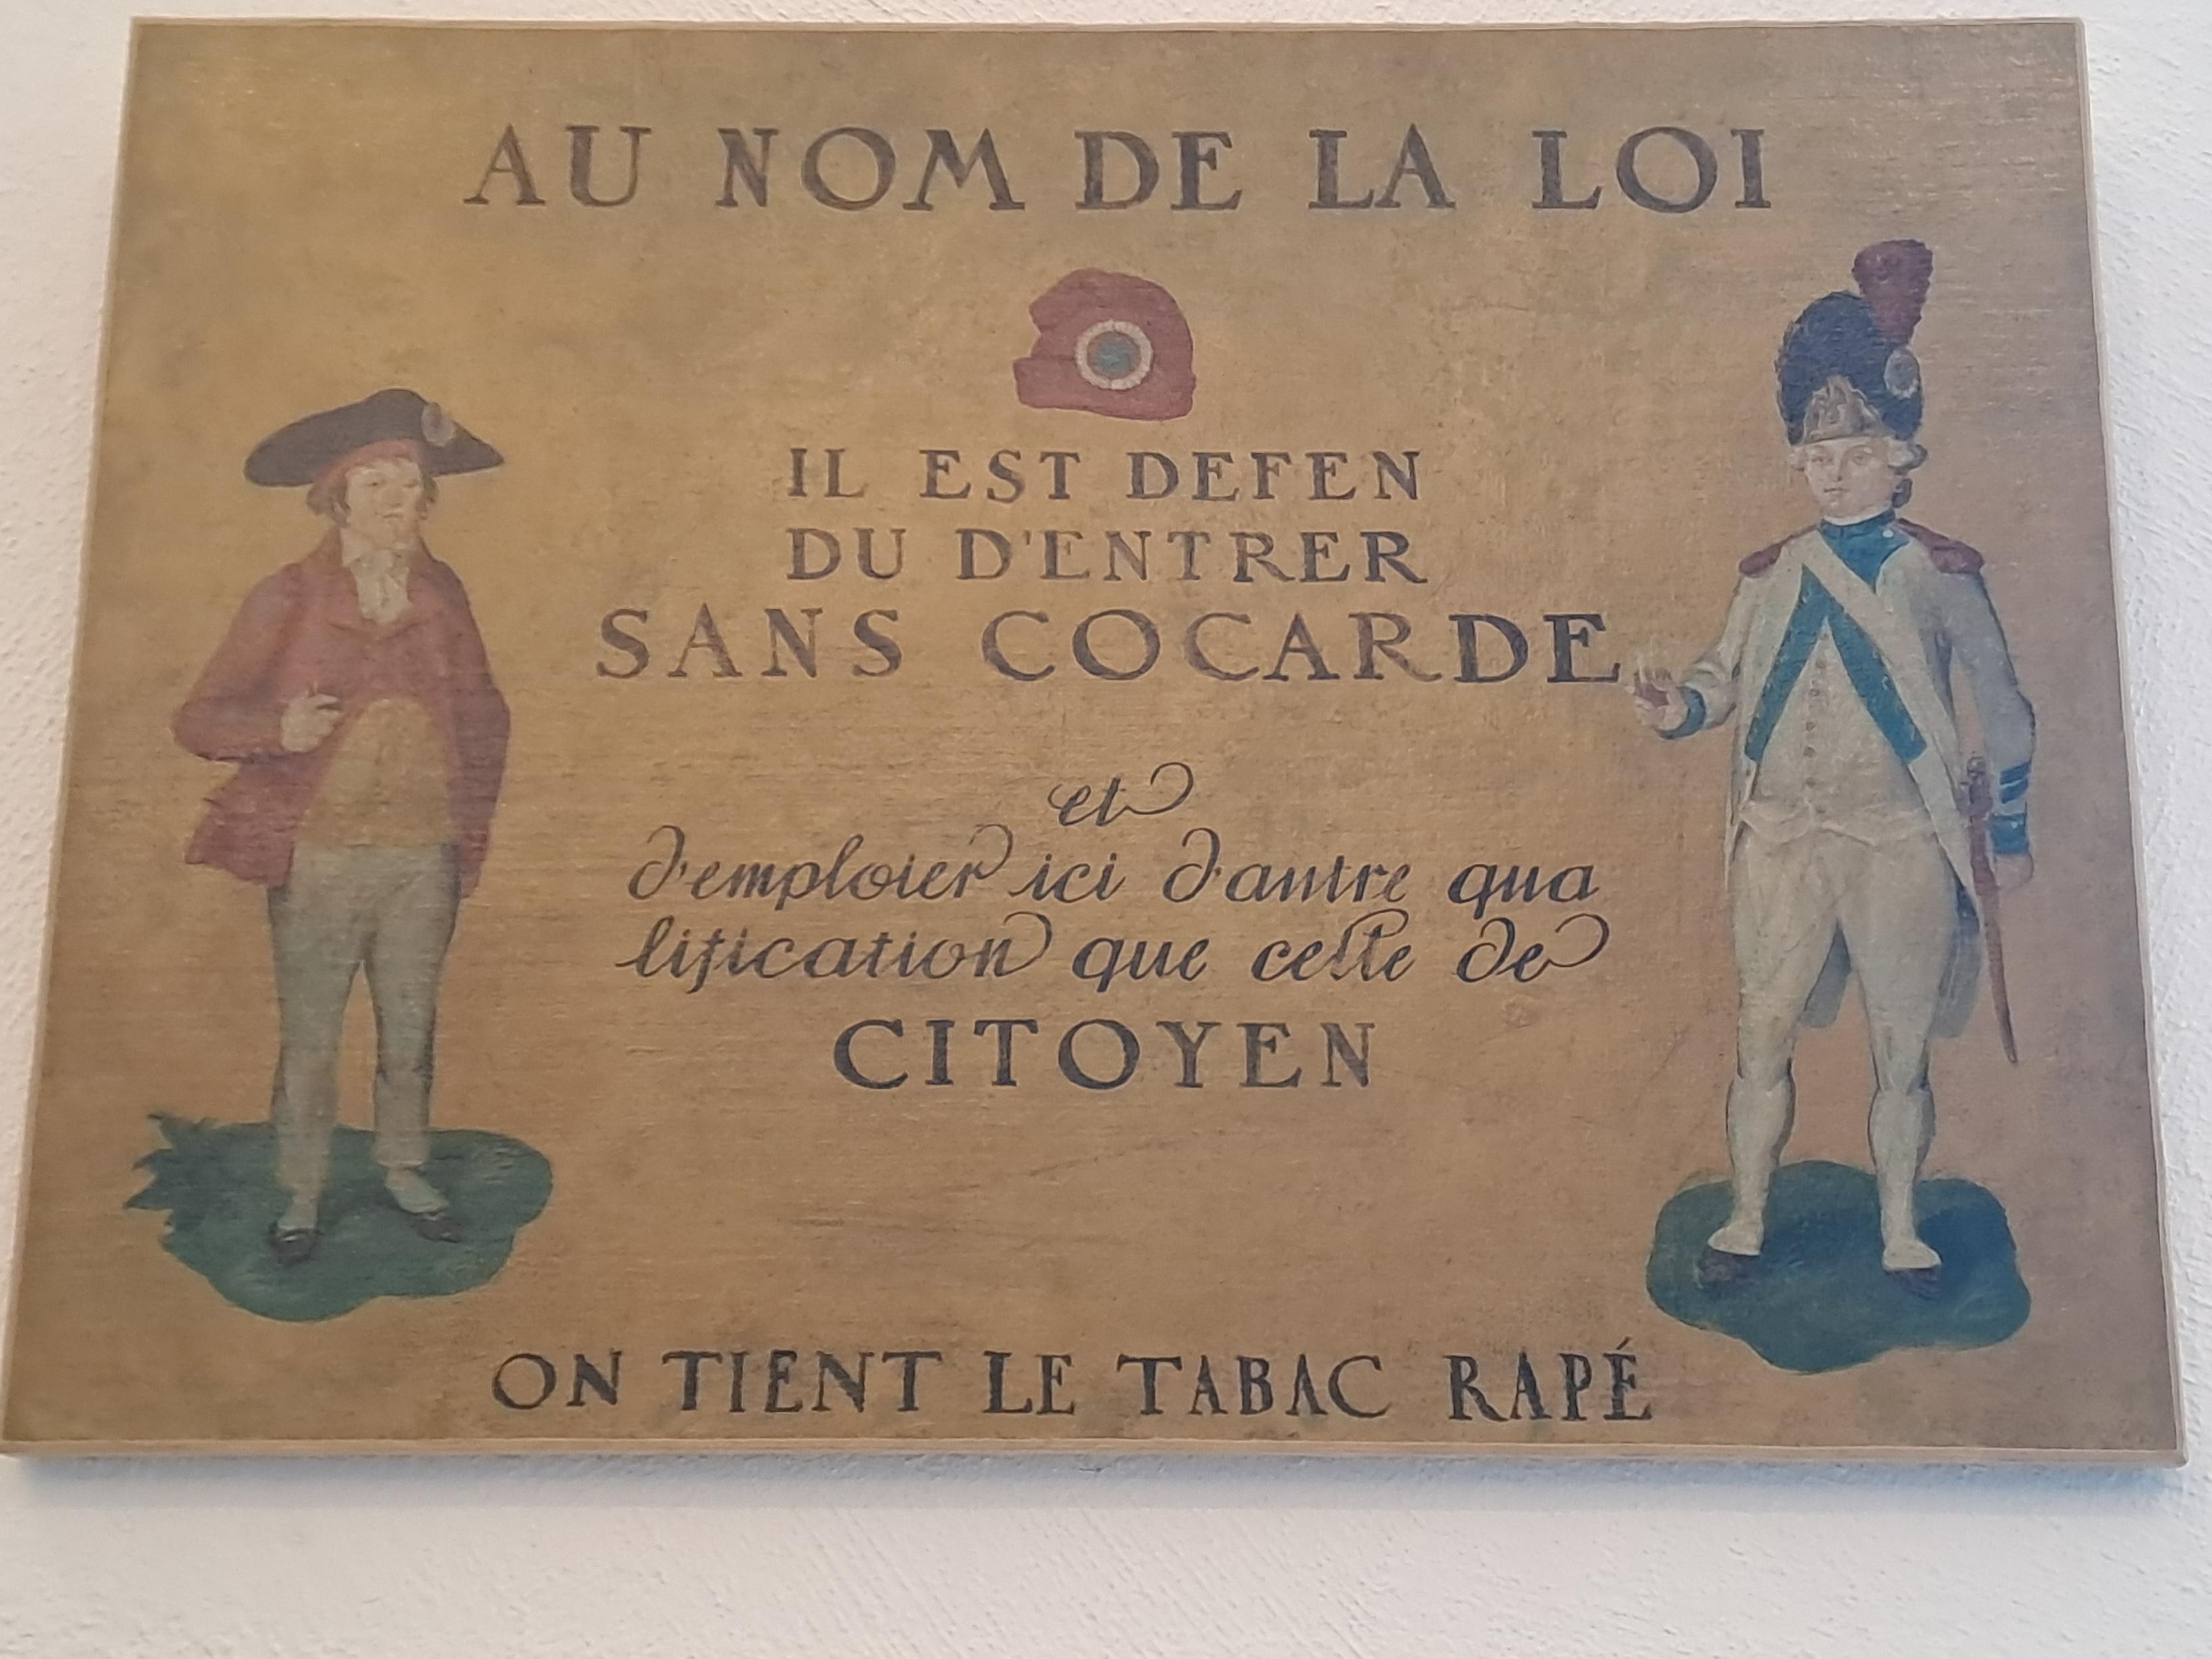 AU NOM DE LA LOI
IL EST DEFEN
DU D'ENTRER
SANS COCARDE
et
d'emploier ici d'autre qua
lification que celle de
CITOYEN
ON TIENT LE TABAC RAPÉ